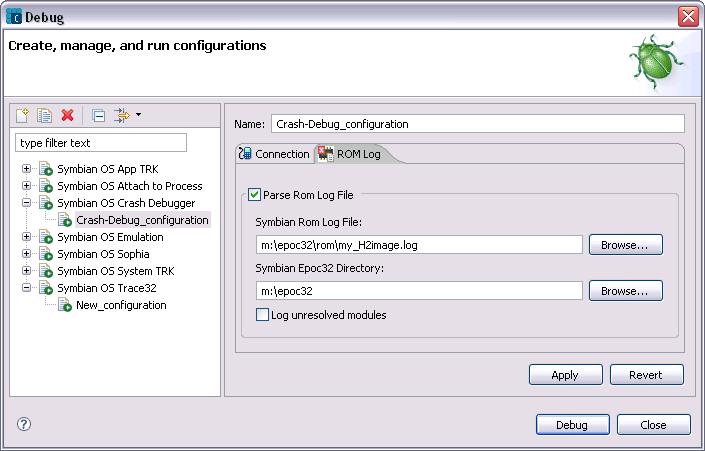 Debug
Create, manage, and run configurations
type filter text
Symbian OS App TRK
Symbian OS Attach to Process
Symbian OS Crash Debugger
Crash-Debug_configuration
Symbian OS Emulation
Symbian OS Sophia
Symbian OS System TRK
Symbian OS Trace32
New_configuration
Name: Crash-Debug_configuration
Connection ROM Log
Parse Rom Log File
Symbian Rom Log File:
m:\epoc32\rom\my_H2image.log Browse...
Symbian Epoc32 Directory:
m:\epoc32 Browse...
Log unresolved modules
Apply Revert
? Debug Close